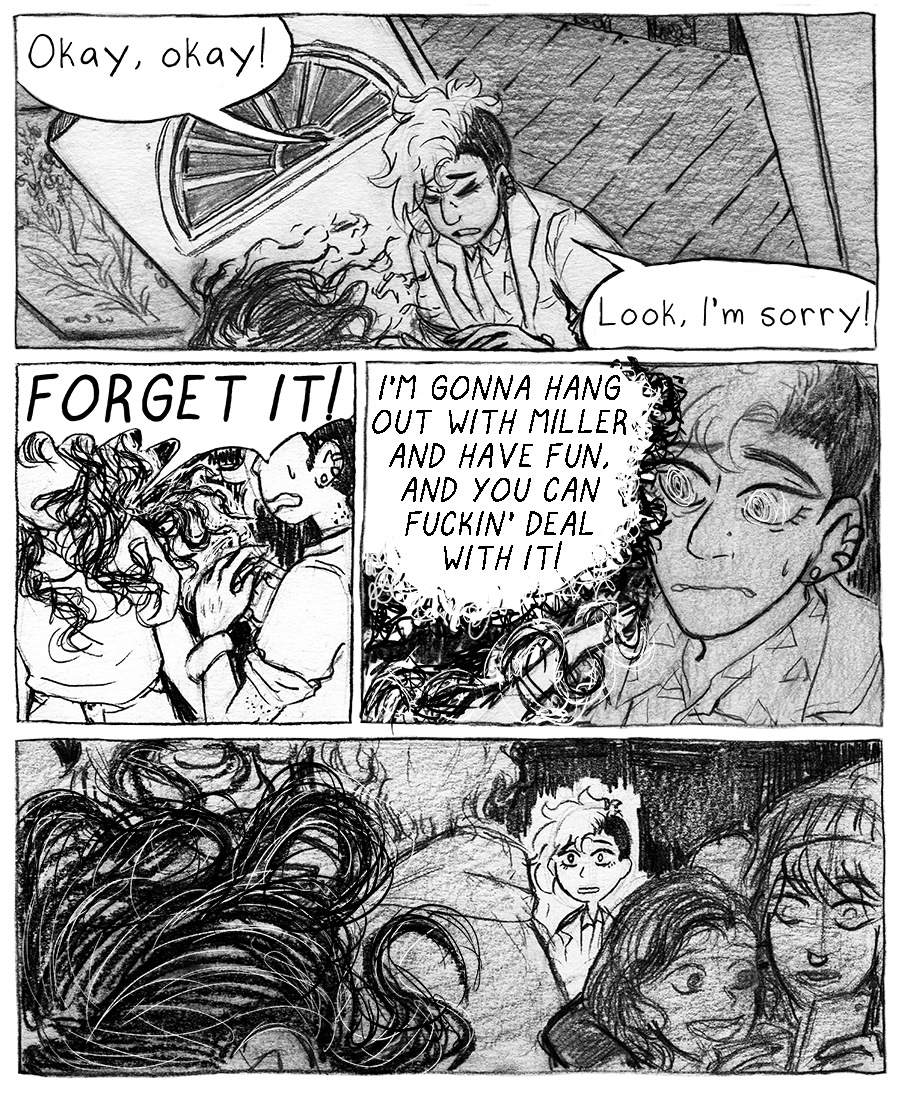 Okay, okay!
Look, I'm sorry!
FORGET IT!
I'M GONNA HANG
OUT WITH MILLER
AND HAVE FUN,
AND YOU CAN
FUCKIN' DEAL
WITH IT!